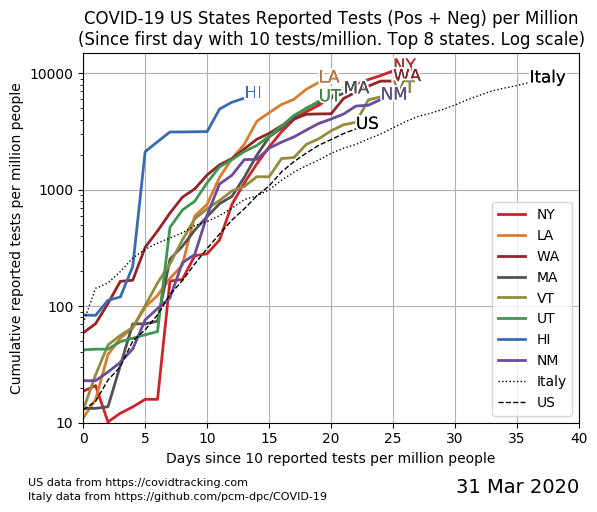 COVID-19 US States Reported Tests (Pos + Neg) per Million
(Since first day with 10 tests/million. Top 8 states. Log scale)
Cumulative reported tests per million people
10000
1000
100
10
HI
LA
UT
MA
US
NY
WA
VT
NM
Italy
NY
LA
WA
MA
VT
UT
HI
NM
Italy
US
0 5 10 15 20 25 30 35 40
Days since 10 reported tests per million people
US data from https://covidtracking.com
Italy data from https://github.com/pcm-dpc/COVID-19
31 Mar 2020